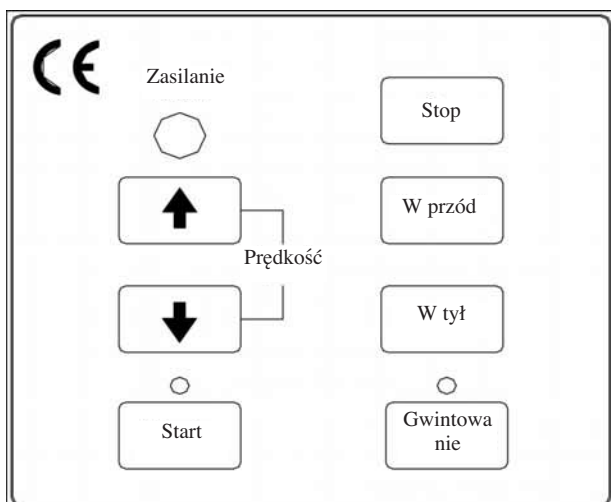 CE
Zasilanie
Stop
W przód
Prędkość
W tył
Start
Gwintowa
nie